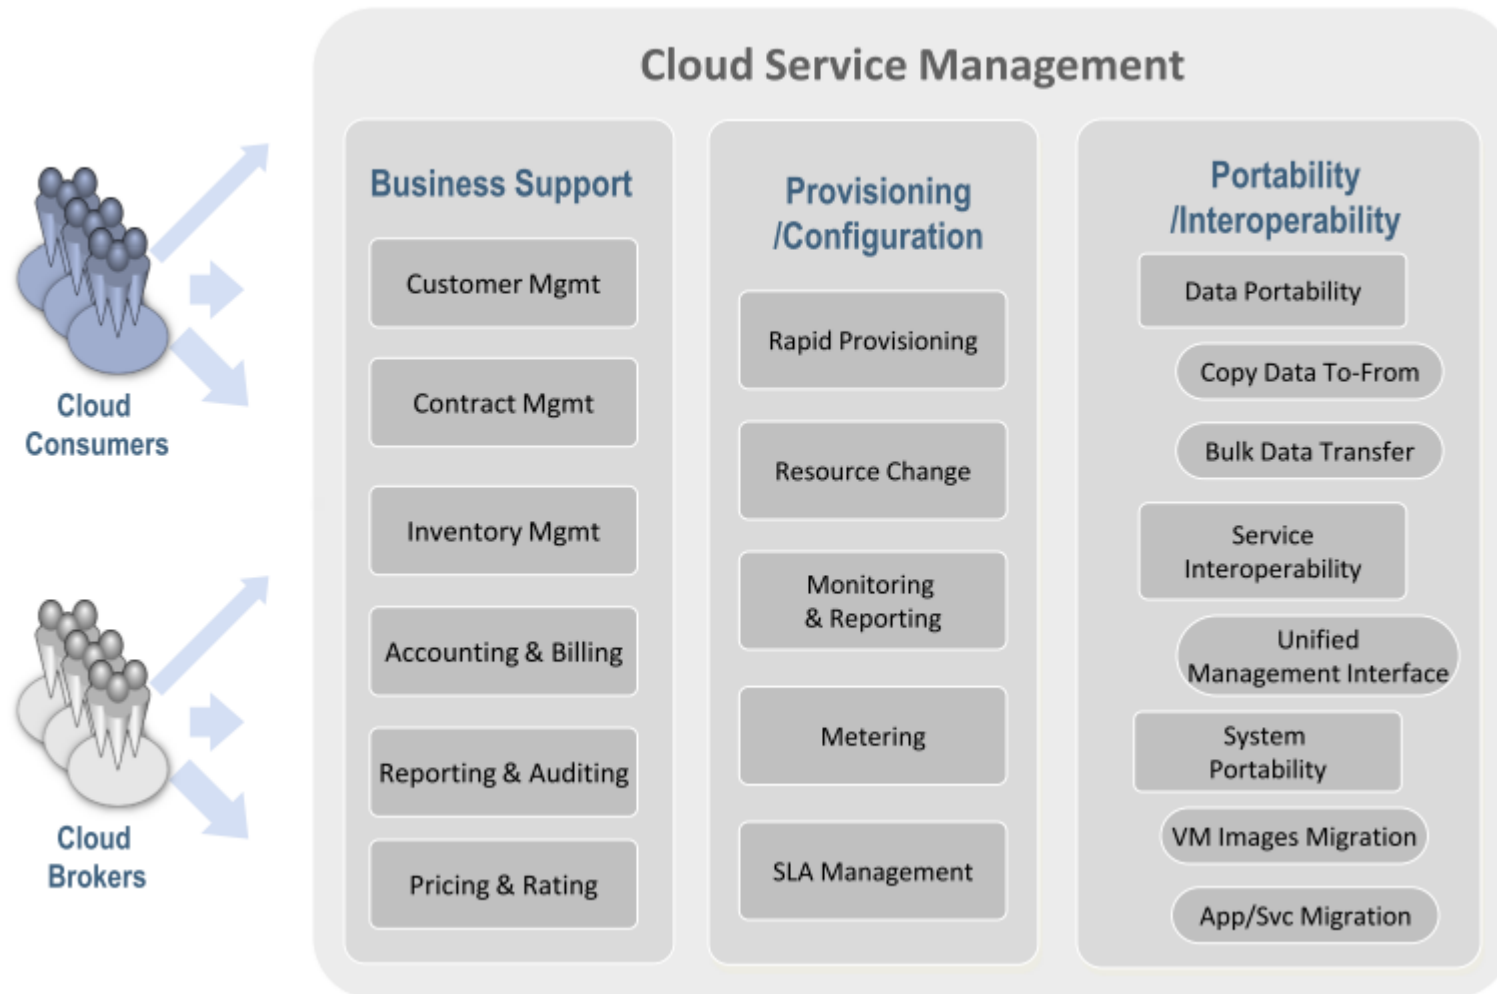 Cloud Service Management
Cloud
Consumers
Cloud
Brokers
Business Support
Customer Mgmt
Contract Mgmt
Inventory Mgmt
Accounting & Billing
Reporting & Auditing
Pricing & Rating
Provisioning
/Configuration
Rapid Provisioning
Resource Change
Monitoring
& Reporting
Metering
SLA Management
Portability
/Interoperability
Data Portability
Copy Data To-From
Bulk Data Transfer
Service
Interoperability
Unified
Management Interface
System
Portability
VM Images Migration
App/Svc Migration